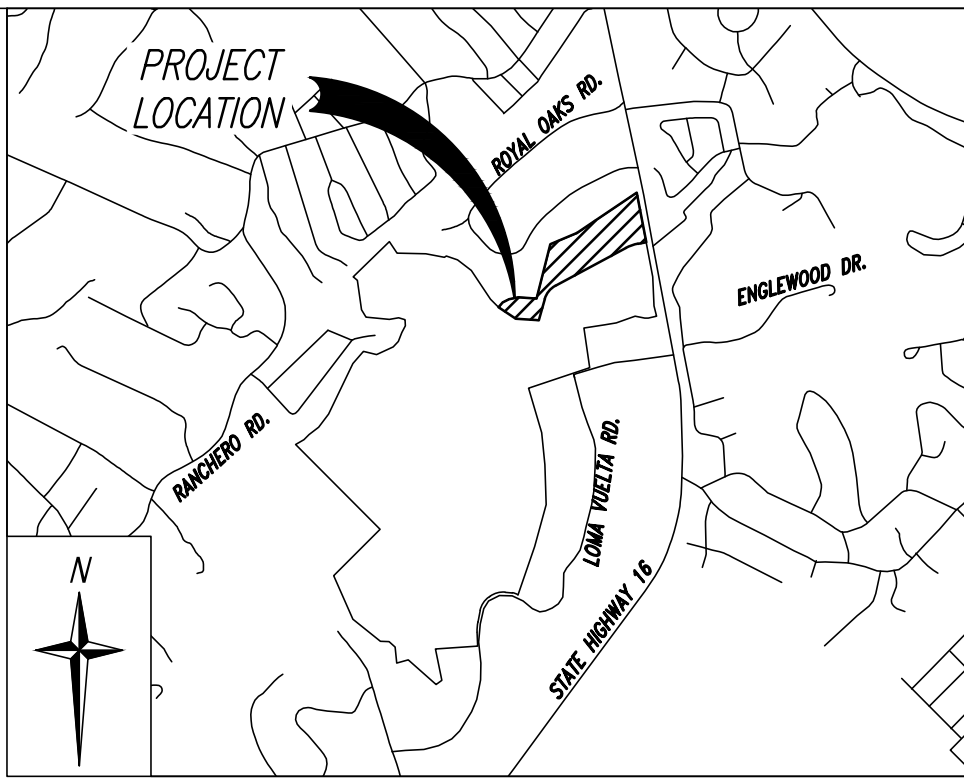 PROJECT
LOCATION
ROYAL OAKS RD.
ENGLEWOOD DR.
RANCHERO RD.
LOMA VUELTA RD.
STATE HIGHWAY 16
N